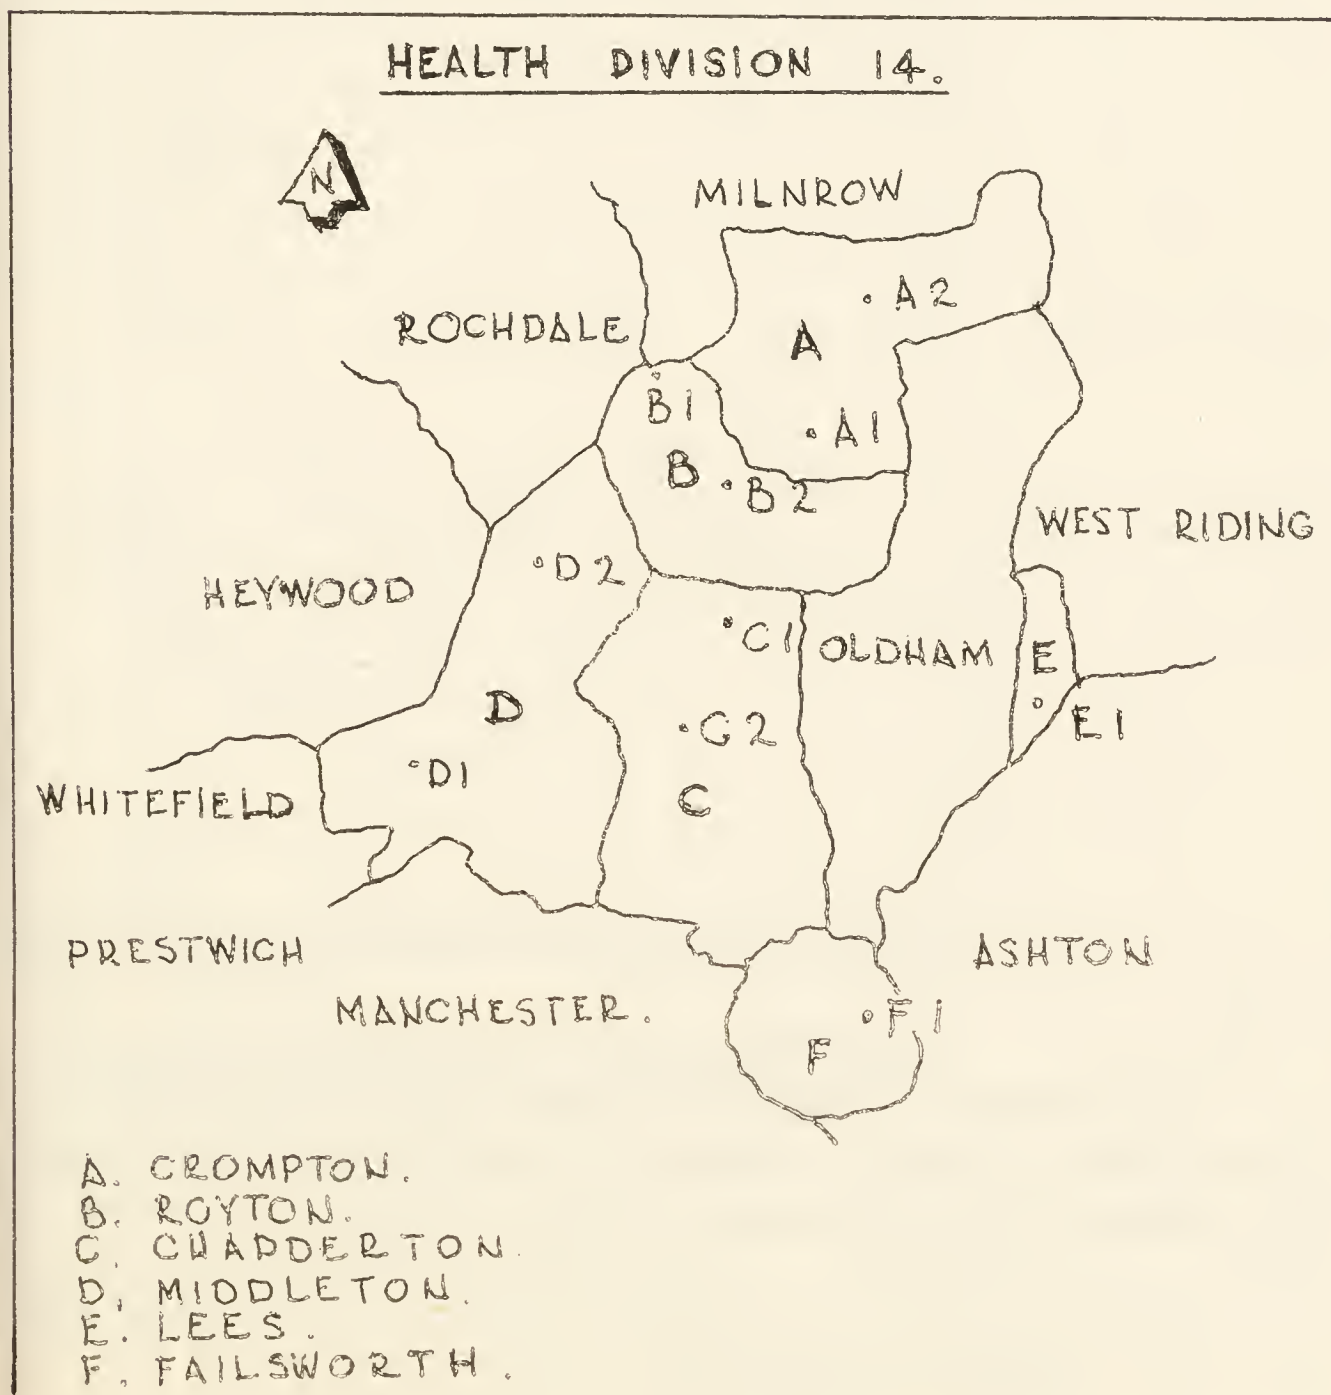 HEALTH DIVISION 14.
N
MILNROW
A2
ROCHDALE
A
B1
A1
B
B2
WEST RIDING
D2
HEYWOOD
C1
OLDHAM
E
D
E1
C2
D1
WHITEFIELD
C
PRESTWICH
ASHTON
MANCHESTER.
F1
F
A. CROMPTON.
B. ROYTON.
C. CHADDERTON.
D. MIDDLETON.
E. LEES.
F. FAILSWORTH.